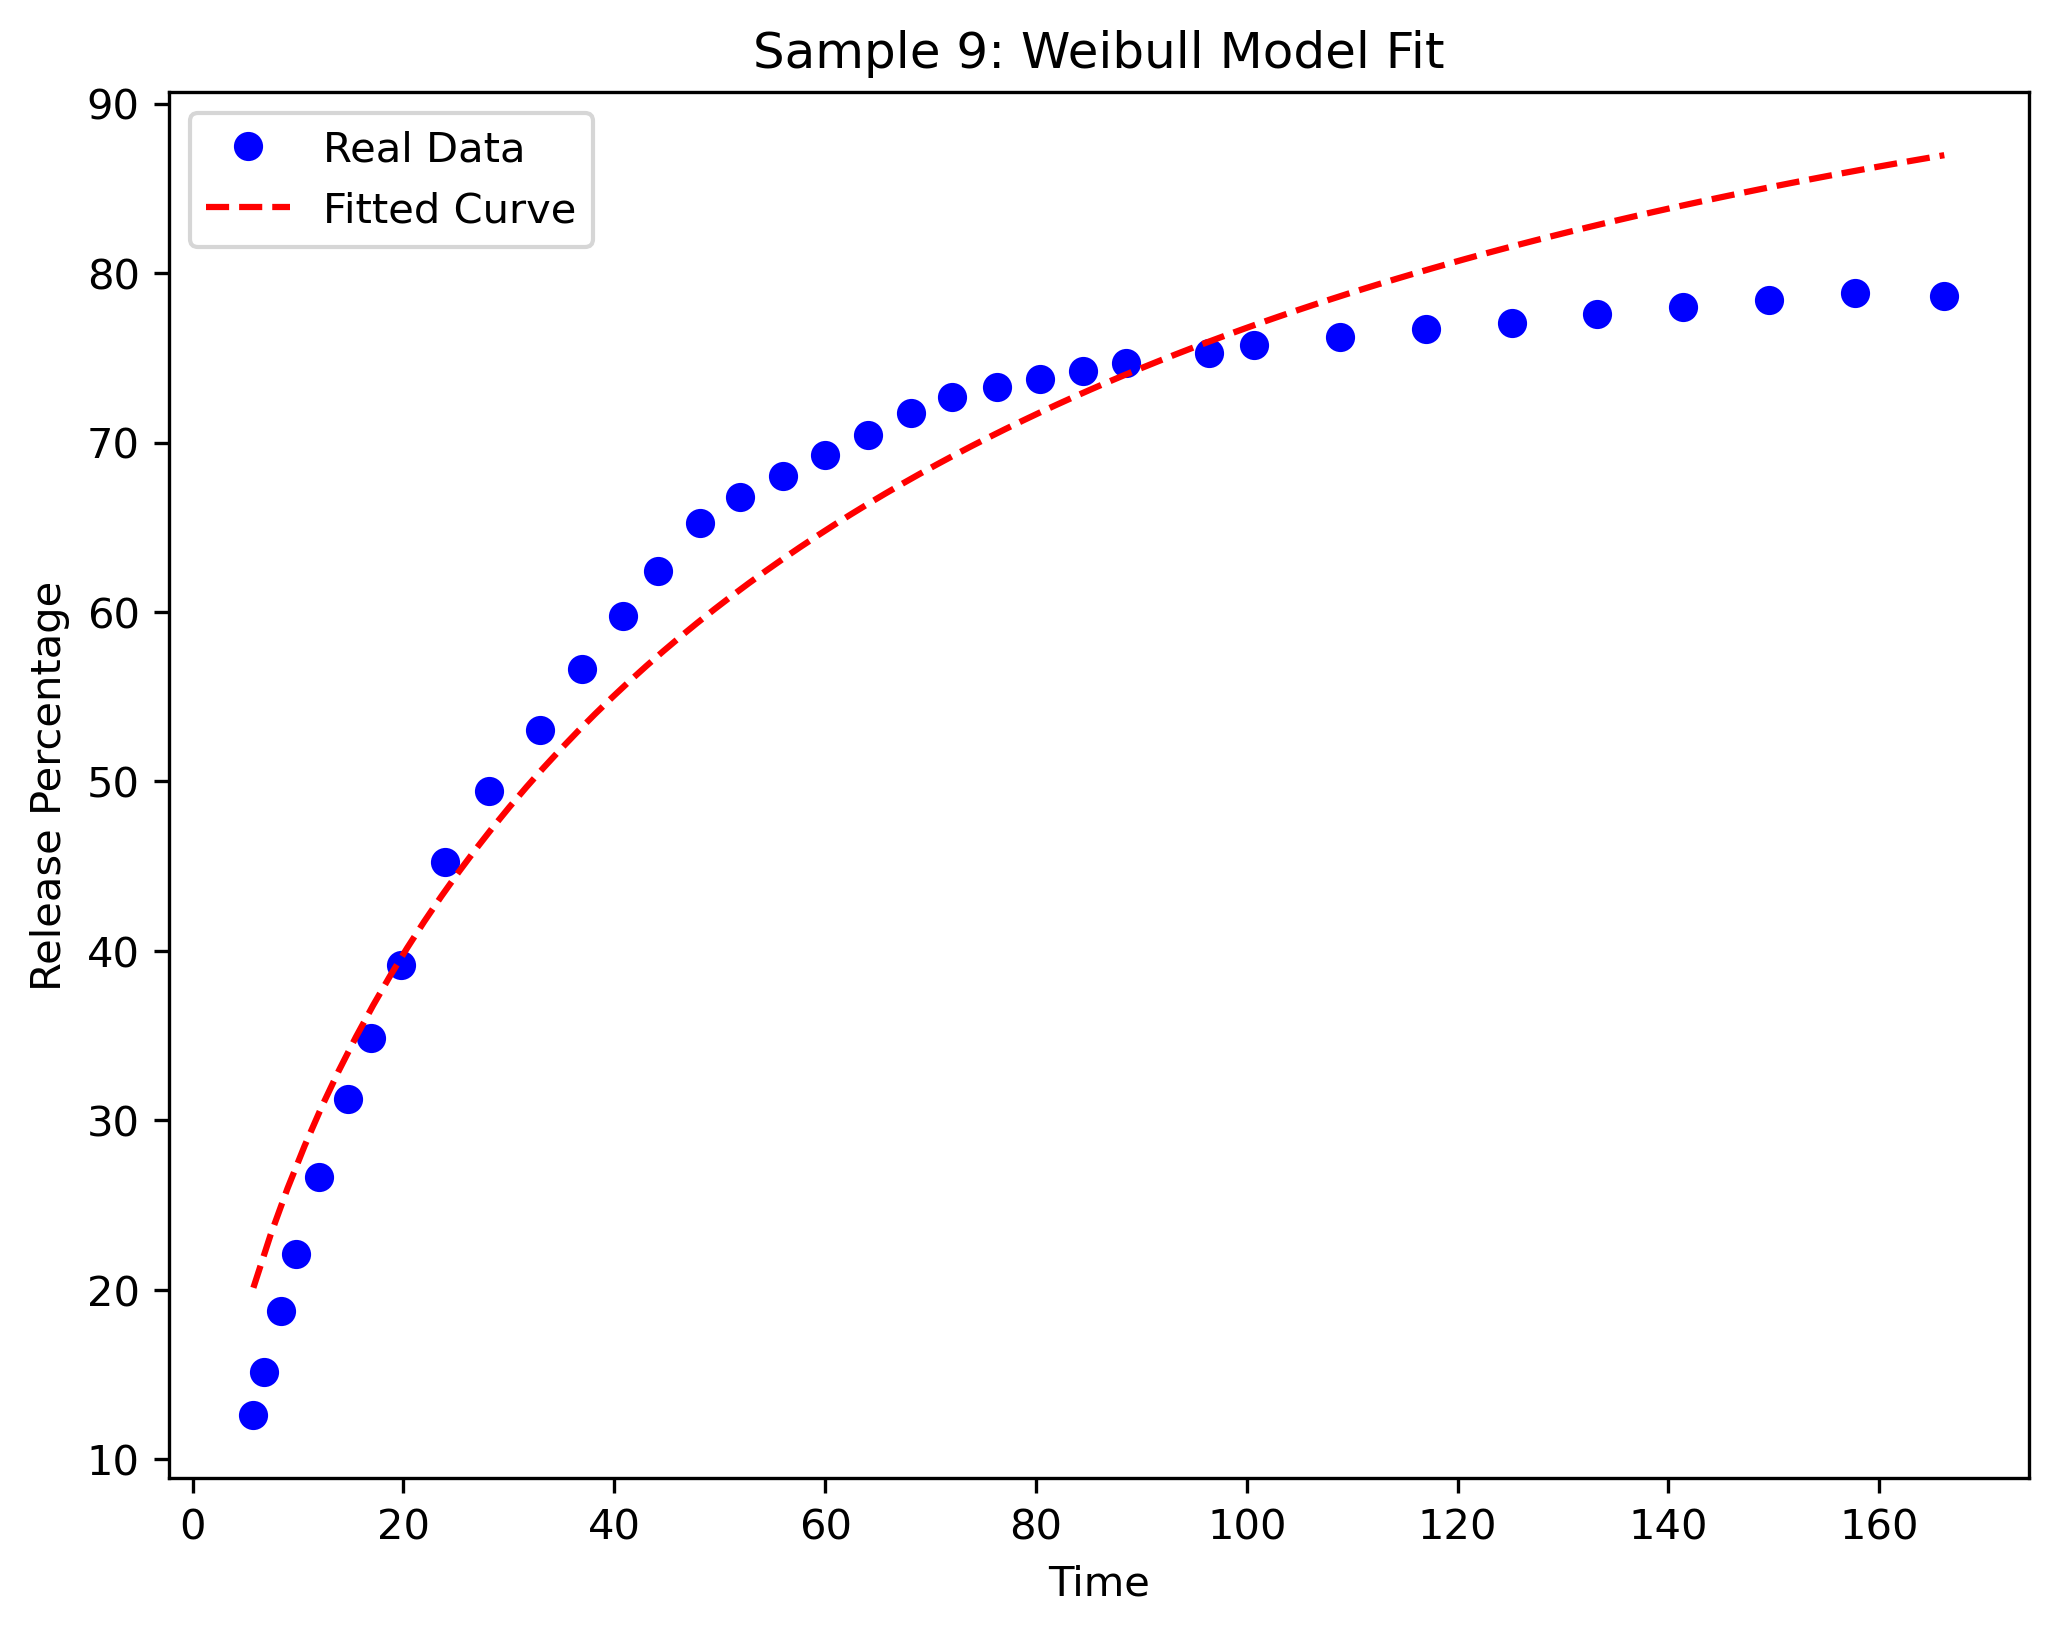 Sample 9: Weibull Model Fit
Real Data
Fitted Curve
Release Percentage
90
80
70
60
50
40
30
20
10
0 20 40 60 80 100 120 140 160
Time